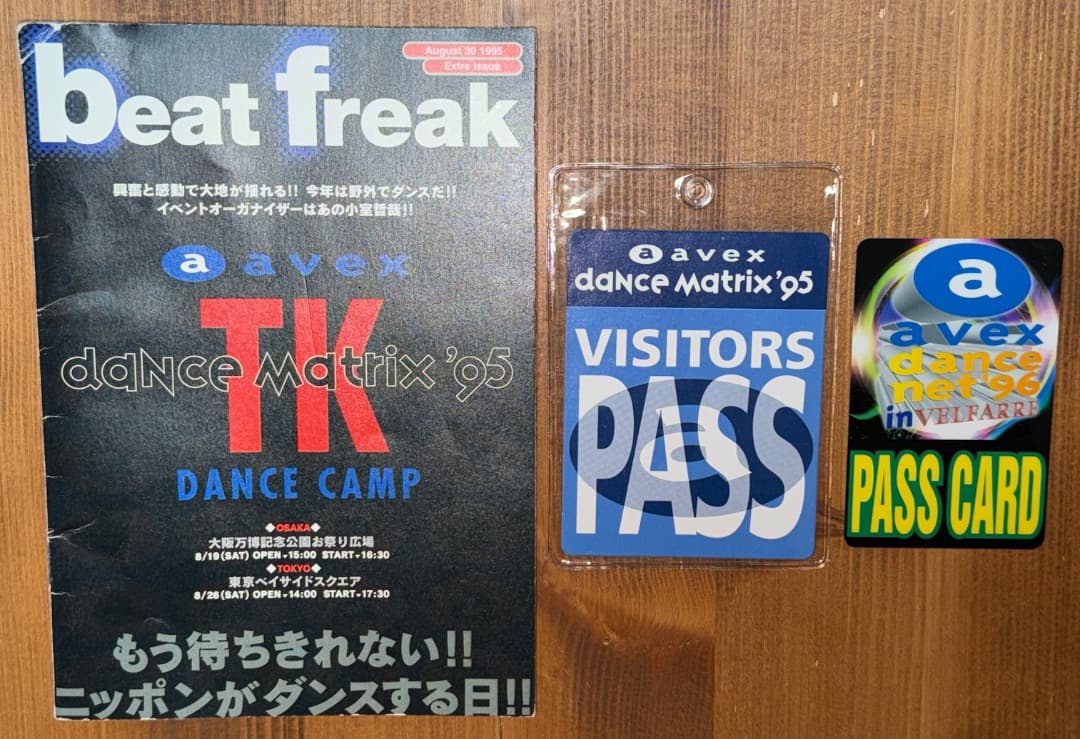 August 30 1995
Extre Issue
beat freak
興奮と感動で大地が揺れる!! 今年は野外でダンスだ!!
イベントオーガナイザーはあの小室哲哉!!
a avex
TK
dance matrix '95
DANCE CAMP
◆OSAKA◆
大阪万博記念公園お祭り広場
8/19(SAT) OPEN-15:00 START-16:30
◆TOKYO◆
東京ベイサイドスクエア
8/26(SAT) OPEN-14:00 START-17:30
もう待ちきれない!!
ニッポンがダンスする日!!
a avex
dance matrix '95
VISITORS
PASS
a
a
avex
dance
net 96
in VELFARRE
PASS CARD